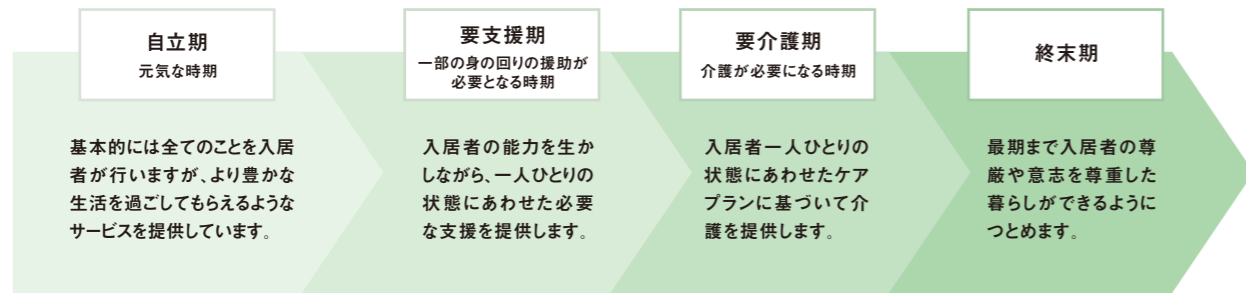 自立期
元気な時期
基本的には全てのことを入居
者が行いますが、より豊かな
生活を過ごしてもらえるような
サービスを提供しています。
要支援期
一部の身の回りの援助が
必要となる時期
入居者の能力を生か
しながら、一人ひとりの
状態にあわせた必要
な支援を提供します。
要介護期
介護が必要になる時期
入居者一人ひとりの
状態にあわせたケア
プランに基づいて介
護を提供します。
終末期
最期まで入居者の尊
厳や意志を尊重した
暮らしができるように
つとめます。